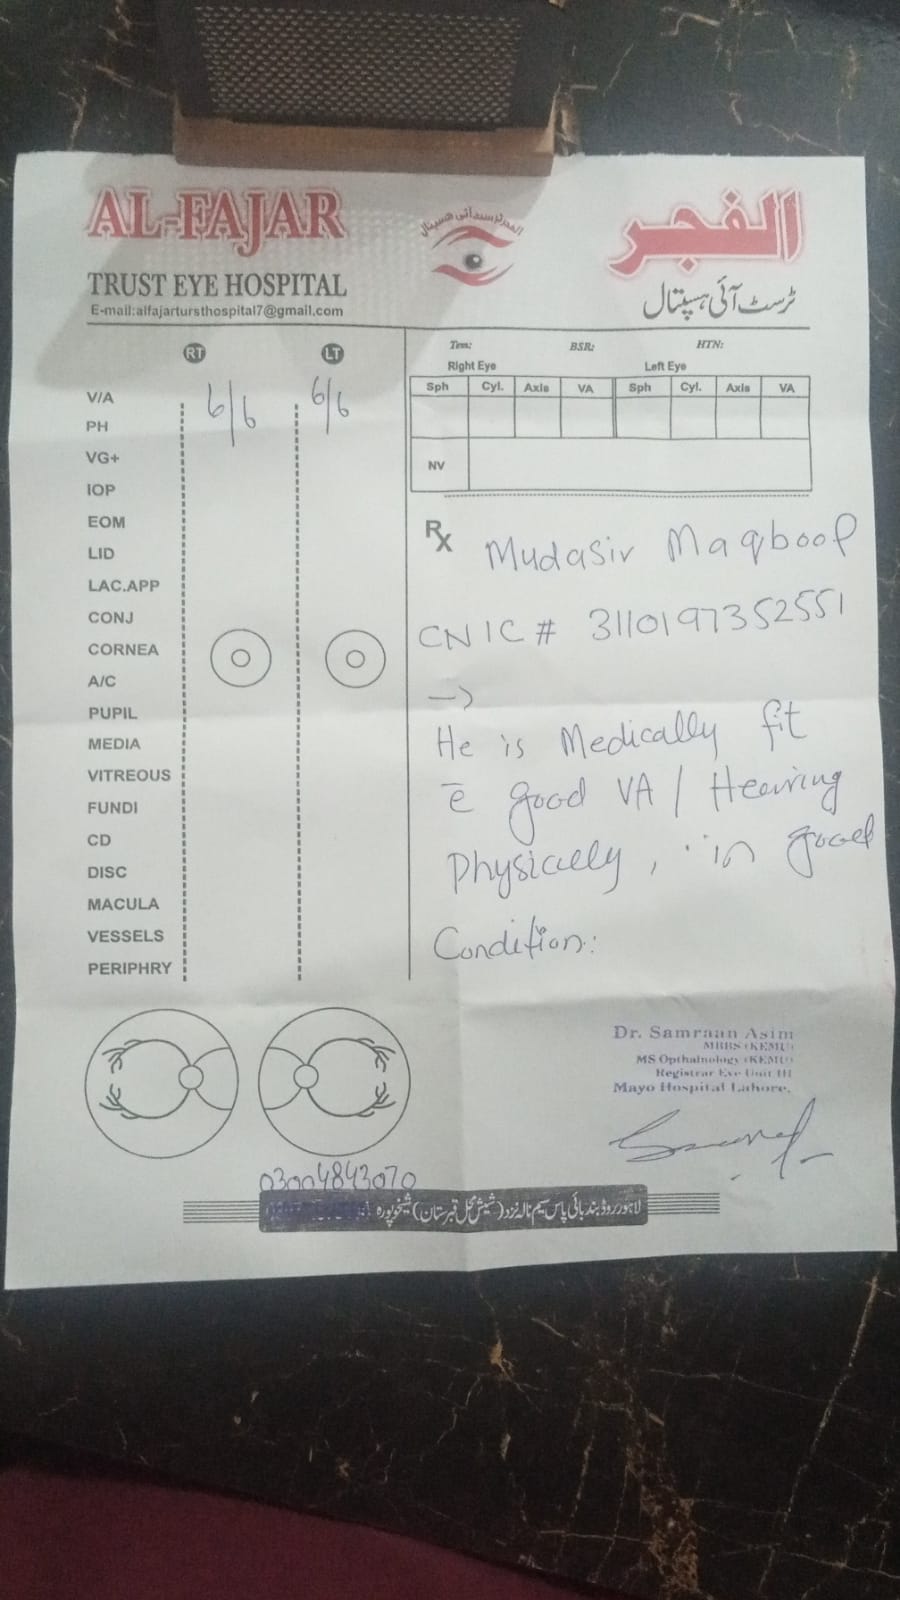 AL-FAJAR
TRUST EYE HOSPITAL
E-mail:alfajartursthospital7@gmail.com
الفجر ٹرسٹ آئی ہسپتال
الفجر
ٹرسٹ آئی ہسپتال
RT LT
V/A 6/6 6/6
PH
VG+
IOP
EOM
LID
LAC.APP
CONJ
CORNEA
A/C
PUPIL
MEDIA
VITREOUS
FUNDI
CD
DISC
MACULA
VESSELS
PERIPHRY
Tem: BSR: HTN:
Right Eye Left Eye
Sph Cyl. Axis VA Sph Cyl. Axis VA
NV
Rx Mudasir Maqbool
CNIC # 3110197352551
→
He is Medically fit
c̄ good VA / Hearing
Physically, in good
Condition:
Dr. Samraan Asim
MBBS (KEMU)
MS Opthalnology (KEMU)
Registrar Eye Unit III
Mayo Hospital Lahore.
03004843070
لاہور روڈ بند بائی پاس سیم نالہ نزد (شیش محل قبرستان) شیخوپورہ